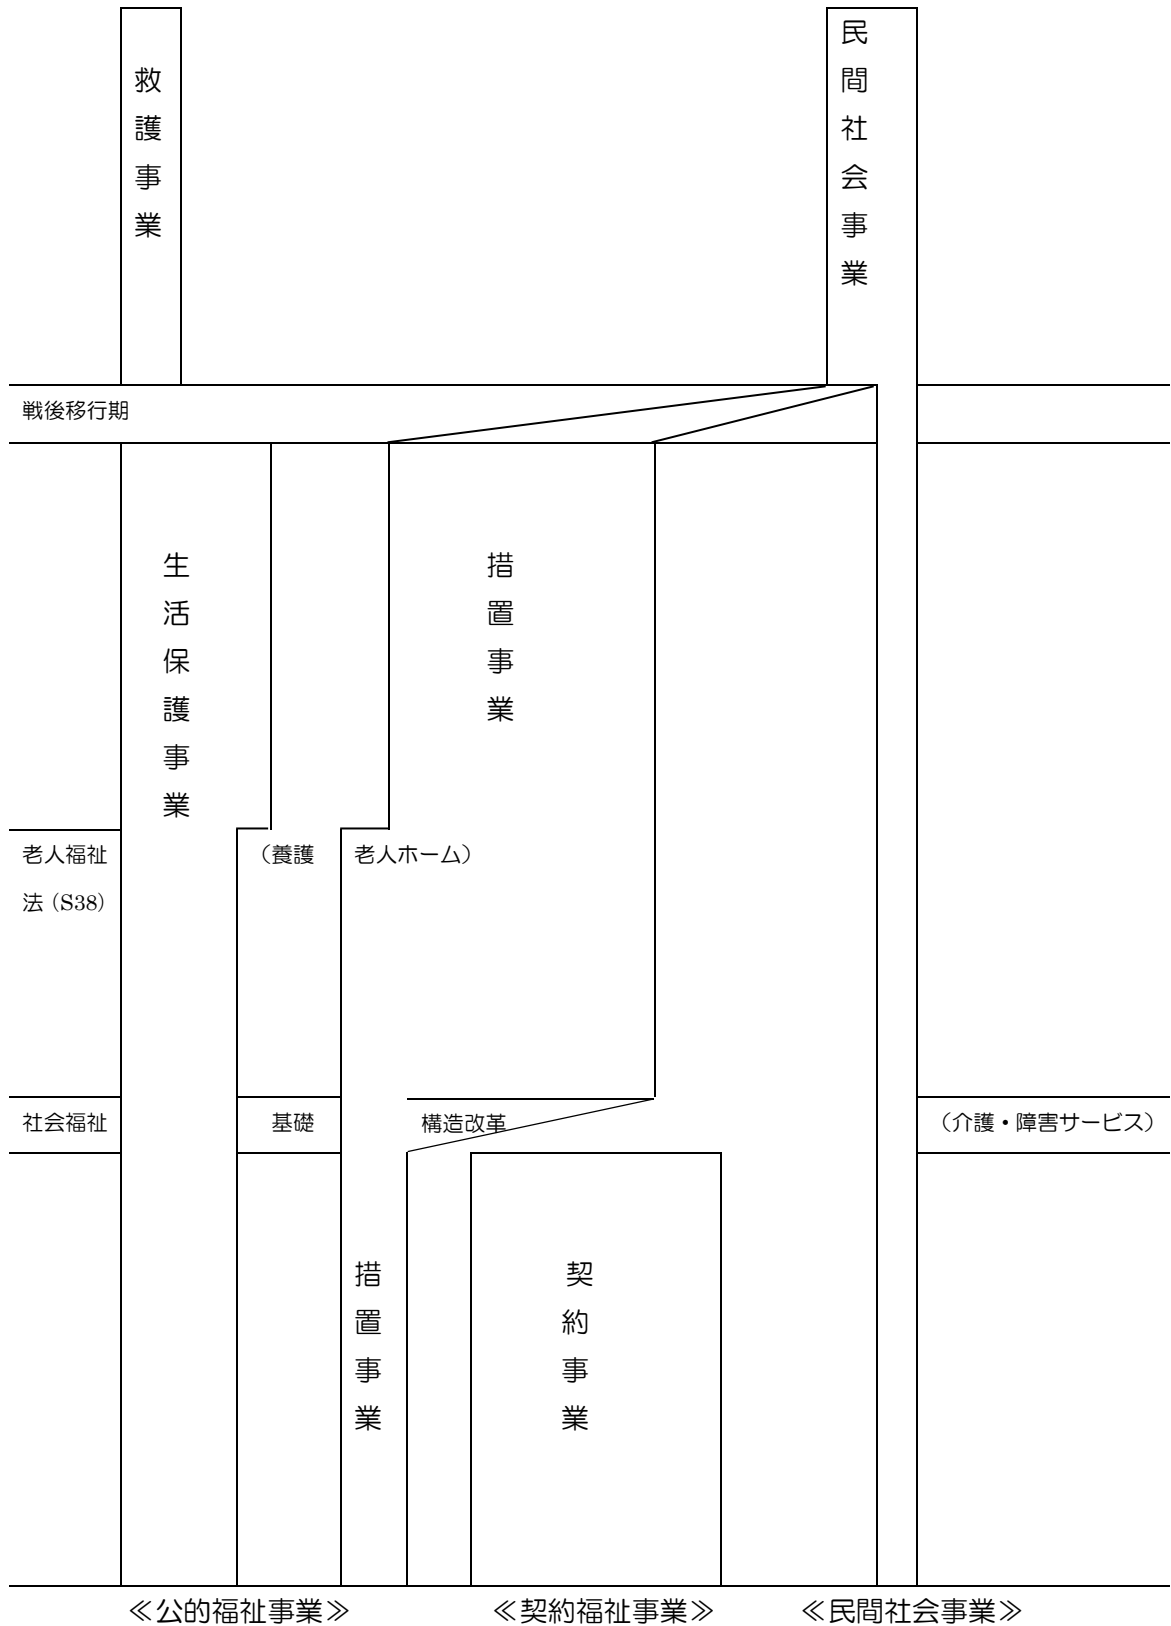 救護事業
民間社会事業
戦後移行期
生活保護事業
措置事業
老人福祉
法（S38）
（養護
老人ホーム）
社会福祉
基礎
構造改革
（介護・障害サービス）
措置事業
契約事業
≪公的福祉事業≫
≪契約福祉事業≫
≪民間社会事業≫